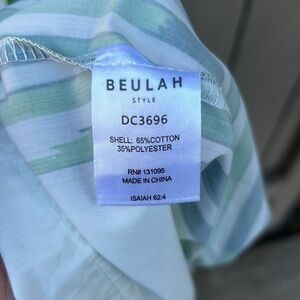 BEULAH
STYLE
DC3696
SHELL: 65%COTTON
35%POLYESTER
RN# 131095
MADE IN CHINA
ISAIAH 62:4